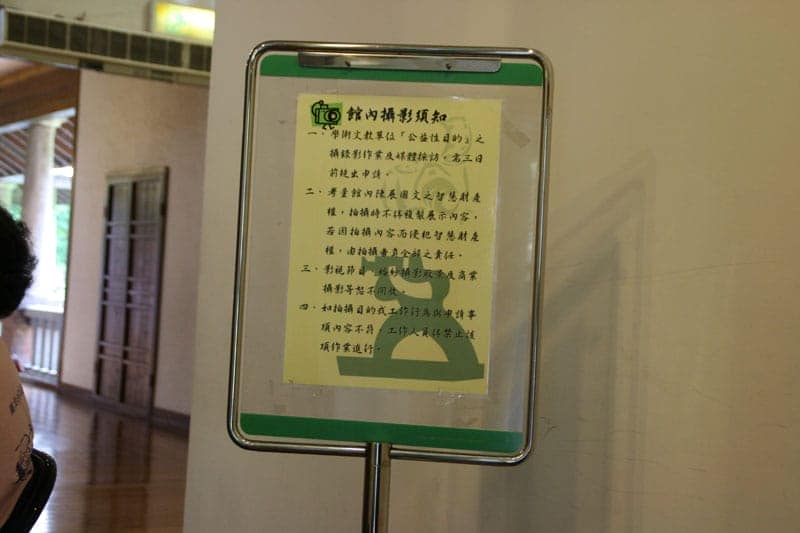 館內攝影須知
一、學術文教單位「公益性目的」之
攝錄影作業及媒體採訪，需三日
前提出申請。
二、考量館內陳展圖文之智慧財產
權，拍攝時不得複製展示內容，
若因拍攝內容而侵犯智慧財產
權，由拍攝者負全部之責任。
三、影視節目、婚紗攝影取景及商業
攝影等恕不開放。
四、如拍攝目的或工作行為與申請事
項內容不符，工作人員得禁止該
項作業進行。